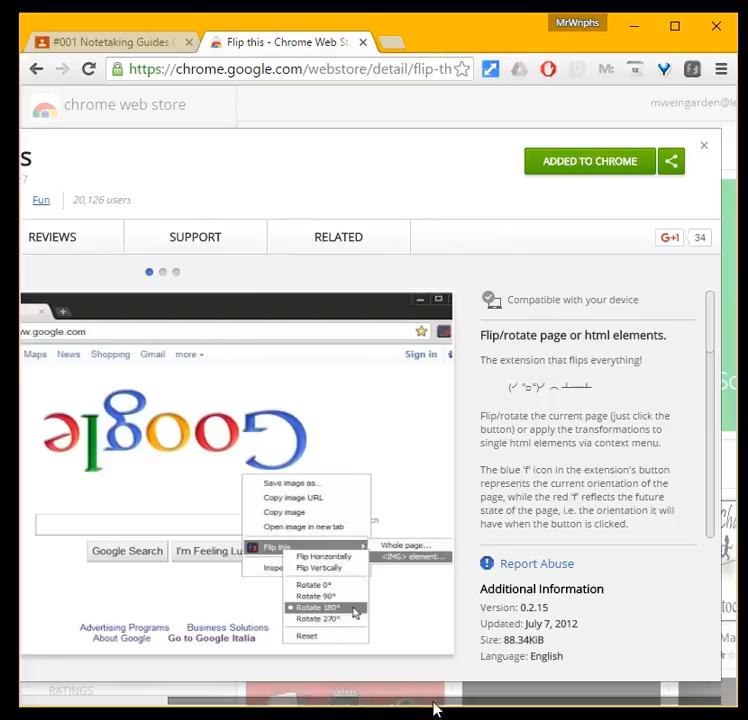 MrWnphs
#001 Notetaking Guides
Flip this - Chrome Web St
https://chrome.google.com/webstore/detail/flip-th
M:
chrome web store
mweingarden@le
s
ADDED TO CHROME
Fun
20,126 users
REVIEWS
SUPPORT
RELATED
G+1
34
w.google.com
Maps News Shopping Gmail more
Sign in
Google
Save image as...
Copy image URL
Copy image
Open image in new tab
Flip this
Whole page...
<IMG> element...
Inspe
Flip Horizontally
Flip Vertically
Rotate 0°
Rotate 90°
Rotate 180°
Rotate 270°
Reset
Google Search
I'm Feeling Lu
Advertising Programs
Business Solutions
About Google
Go to Google Italia
Compatible with your device
Flip/rotate page or html elements.
The extension that flips everything!
(╯°□°)╯︵ ┻━┻
Flip/rotate the current page (just click the
button) or apply the transformations to
single html elements via context menu.
The blue 'f' icon in the extension's button
represents the current orientation of the
page, while the red 'f' reflects the future
state of the page, i.e. the orientation it will
have when the button is clicked.
Report Abuse
Additional Information
Version: 0.2.15
Updated: July 7, 2012
Size: 88.34KiB
Language: English
RATINGS
Ma